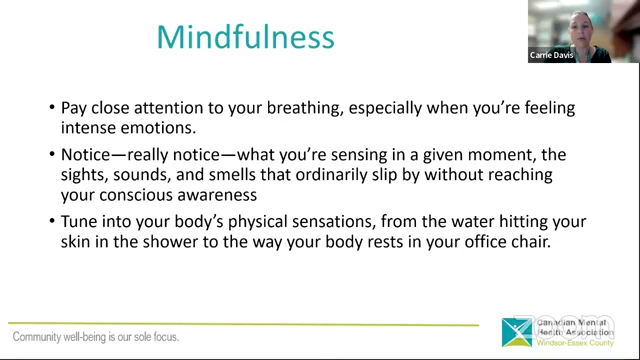 Mindfulness
Carrie Davis
• Pay close attention to your breathing, especially when you're feeling
intense emotions.
• Notice—really notice—what you're sensing in a given moment, the
sights, sounds, and smells that ordinarily slip by without reaching
your conscious awareness
• Tune into your body's physical sensations, from the water hitting your
skin in the shower to the way your body rests in your office chair.
Community well-being is our sole focus.
Canadian Mental
Health Association
Windsor-Essex County
zoom